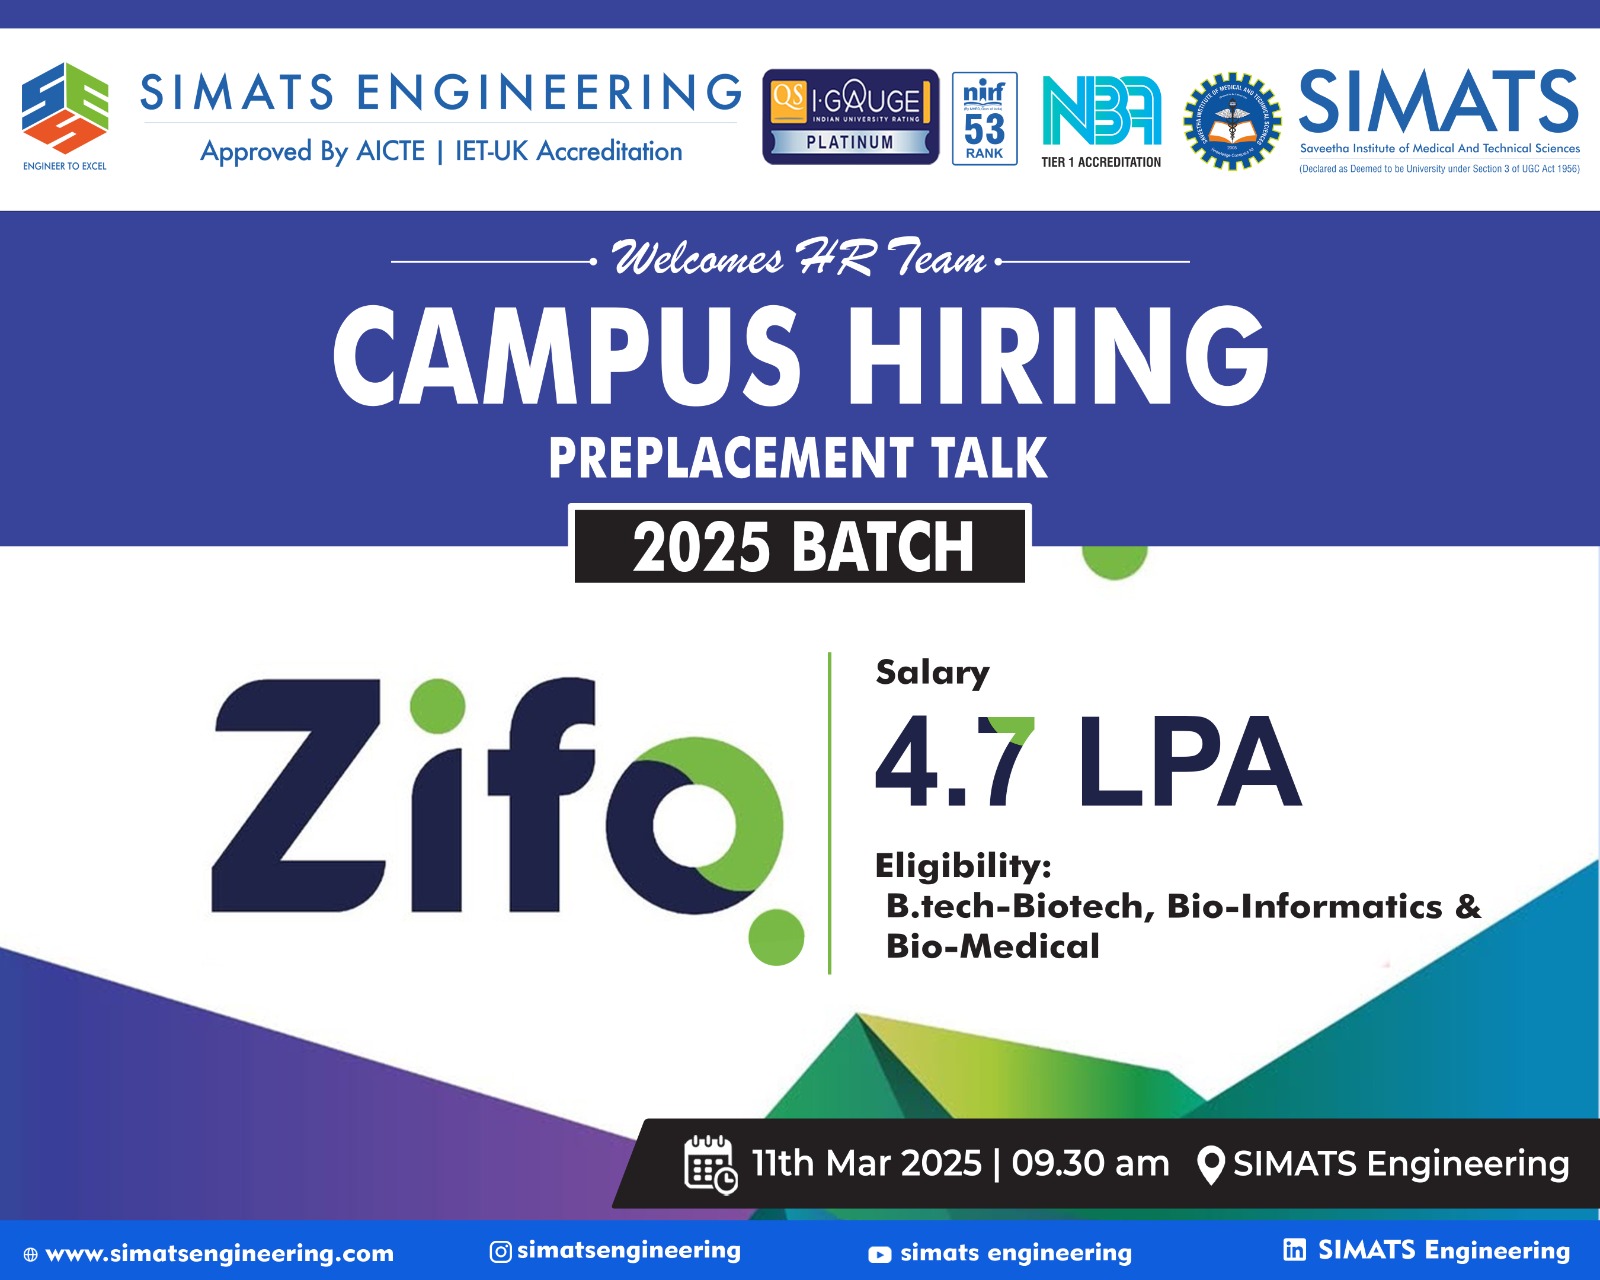 SIMATS ENGINEERING
Approved By AICTE | IET-UK Accreditation
ENGINEER TO EXCEL
QS I·GAUGE
INDIAN UNIVERSITY RATING
PLATINUM
nirf
53
RANK
NBA
TIER 1 ACCREDITATION
SIMATS
Saveetha Institute of Medical And Technical Sciences
(Declared as Deemed to be University under Section 3 of UGC Act 1956)
Welcomes HR Team
CAMPUS HIRING
PREPLACEMENT TALK
2025 BATCH
Zifo
Salary
4.7 LPA
Eligibility:
B.tech-Biotech, Bio-Informatics &
Bio-Medical
11th Mar 2025 | 09.30 am SIMATS Engineering
www.simatsengineering.com simatsengineering simats engineering SIMATS Engineering